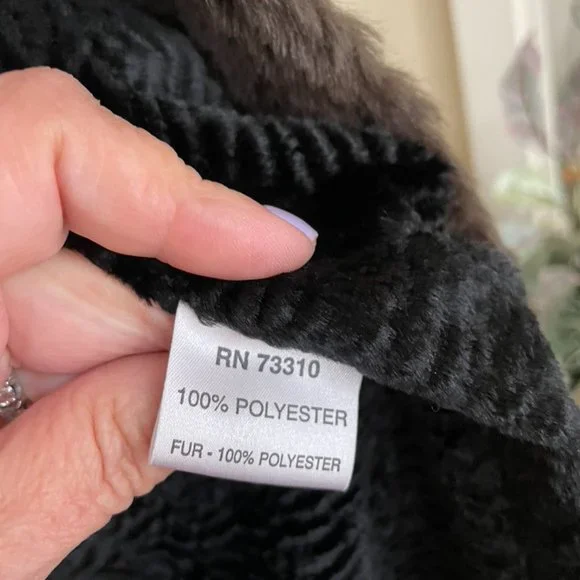 RN 73310
100% POLYESTER
FUR - 100% POLYESTER